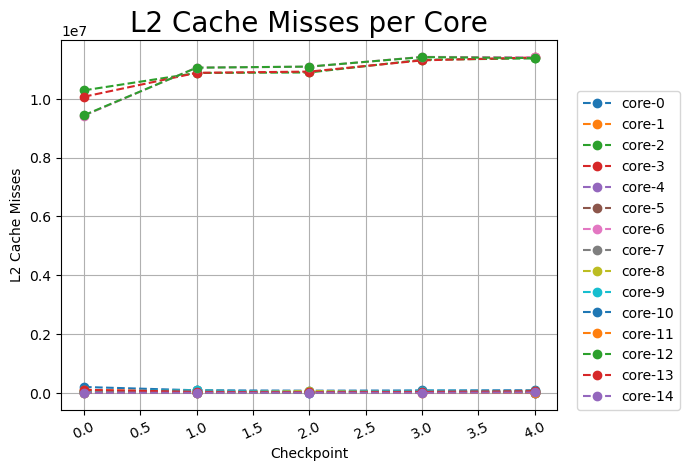 L2 Cache Misses per Core
1e7
1.0
0.8
0.6
0.4
0.2
0.0
L2 Cache Misses
0.0 0.5 1.0 1.5 2.0 2.5 3.0 3.5 4.0
Checkpoint
core-0
core-1
core-2
core-3
core-4
core-5
core-6
core-7
core-8
core-9
core-10
core-11
core-12
core-13
core-14